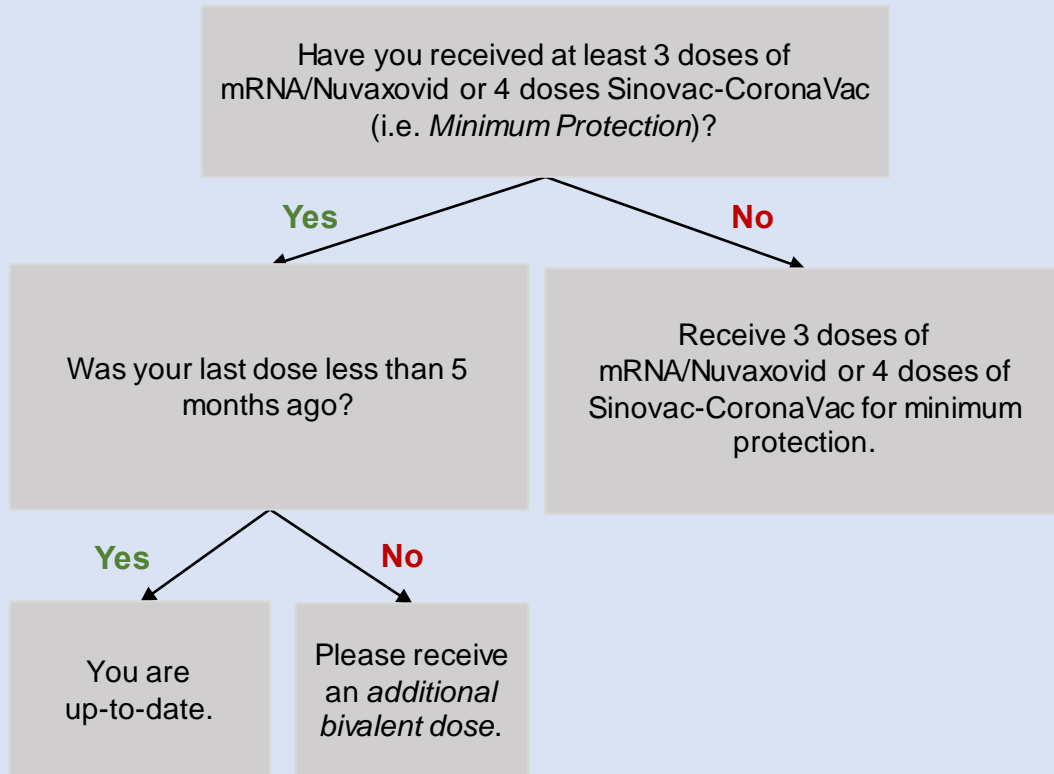 Have you received at least 3 doses of
mRNA/Nuvaxovid or 4 doses Sinovac-CoronaVac
(i.e. Minimum Protection)?
Yes
No
Was your last dose less than 5
months ago?
Receive 3 doses of
mRNA/Nuvaxovid or 4 doses of
Sinovac-CoronaVac for minimum
protection.
Yes
No
You are
up-to-date.
Please receive
an additional
bivalent dose.